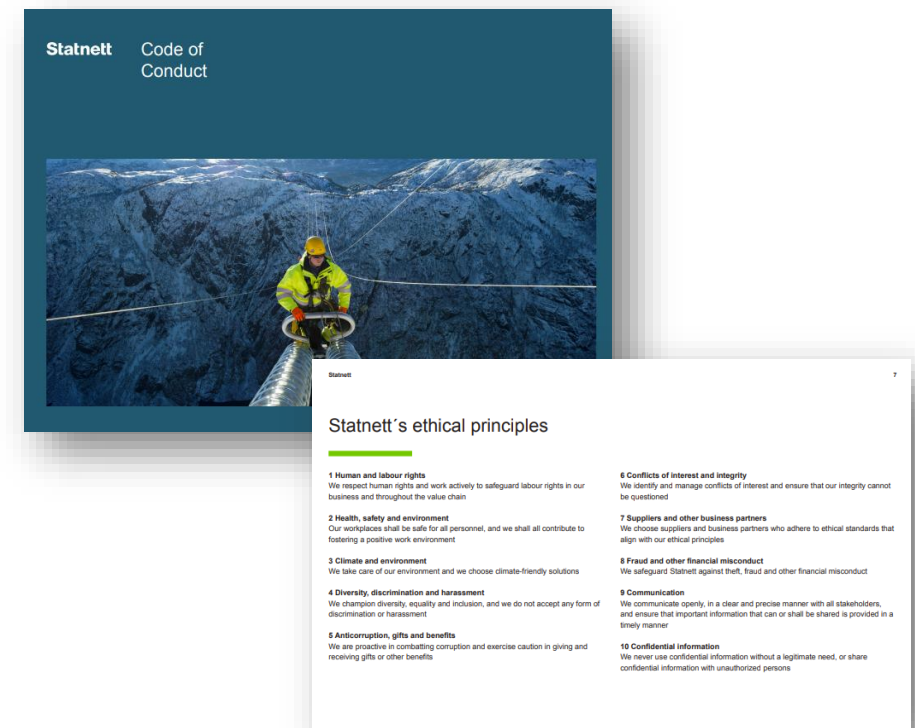 Statnett
Code of
Conduct
Statnett
7
Statnett´s ethical principles
1 Human and labour rights
We respect human rights and work actively to safeguard labour rights in our
business and throughout the value chain
2 Health, safety and environment
Our workplaces shall be safe for all personnel, and we shall all contribute to
fostering a positive work environment
3 Climate and environment
We take care of our environment and we choose climate-friendly solutions
4 Diversity, discrimination and harassment
We champion diversity, equality and inclusion, and we do not accept any form of
discrimination or harassment
5 Anticorruption, gifts and benefits
We are proactive in combatting corruption and exercise caution in giving and
receiving gifts or other benefits
6 Conflicts of interest and integrity
We identify and manage conflicts of interest and ensure that our integrity cannot
be questioned
7 Suppliers and other business partners
We choose suppliers and business partners who adhere to ethical standards that
align with our ethical principles
8 Fraud and other financial misconduct
We safeguard Statnett against theft, fraud and other financial misconduct
9 Communication
We communicate openly, in a clear and precise manner with all stakeholders,
and ensure that important information that can or shall be shared is provided in a
timely manner
10 Confidential information
We never use confidential information without a legitimate need, or share
confidential information with unauthorized persons